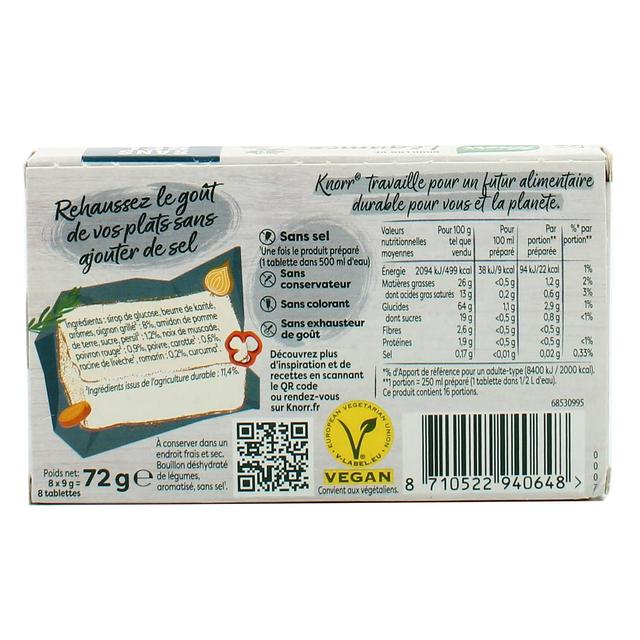 Rehaussez le goût
de vos plats sans
ajouter de sel
Ingrédients : sirop de glucose, beurre de karité,
arômes, oignon grillé¹ : 8%, amidon de pomme
de terre, sucre, persil¹ : 1,2%, noix de muscade,
poivron rouge¹ : 0,9%, poivre, carotte¹ : 0,6%,
racine de livèche¹, romarin : 0,2%, curcuma¹.
¹Ingrédients issus de l'agriculture durable : 11,4%.
Poids net :
8 x 9 g =
8 tablettes
72 g e
À conserver dans un
endroit frais et sec.
Bouillon déshydraté
de légumes,
aromatisé, sans sel¹.
Sans sel
¹Une fois le produit préparé
(1 tablette dans 500 ml d'eau)
Sans
conservateur
Sans colorant
Sans exhausteur
de goût
Découvrez plus
d'inspiration et de
recettes en scannant
le QR code
ou rendez-vous
sur Knorr.fr
Knorr® travaille pour un futur alimentaire
durable pour vous et la planète.
Valeurs nutritionnelles moyennes | Pour 100 g tel que vendu | Pour 100 ml préparé | Par portion** préparée | %* par portion**
Énergie 2094 kJ/499 kcal 38 kJ/9 kcal 94 kJ/22 kcal 1%
Matières grasses 26 g <0,5 g 1,2 g 2%
dont acides gras saturés 13 g 0,2 g 0,6 g 3%
Glucides 64 g 1,1 g 2,9 g 1%
dont sucres 19 g <0,5 g 0,8 g <1%
Fibres 2,6 g <0,5 g <0,5 g
Protéines 1,9 g <0,5 g <0,5 g <1%
Sel 0,17 g <0,01 g 0,02 g 0,33%
*% d'Apport de référence pour un adulte-type (8400 kJ / 2000 kcal).
**1 portion = 250 ml préparé (1 tablette dans 1/2 L d'eau).
Ce produit contient 16 portions.
68530995
EUROPEAN VEGETARIAN UNION
V-LABEL.EU
VEGAN
Convient aux végétaliens.
8 710522 940648 >